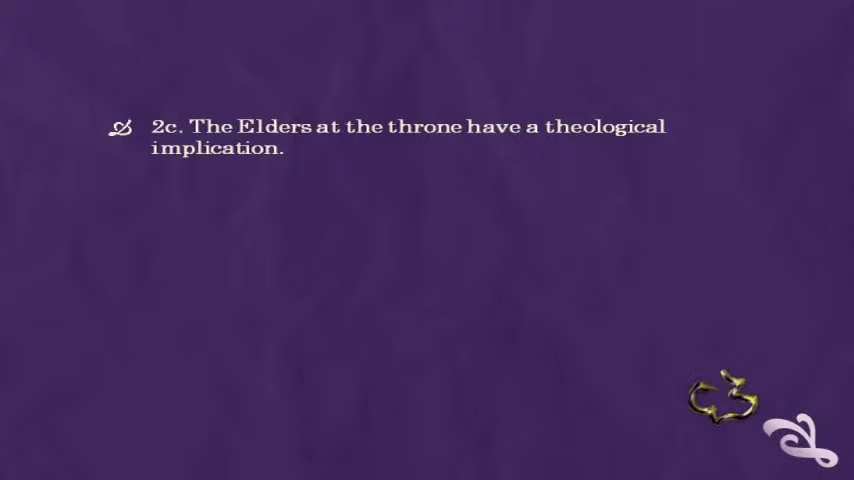 2c. The Elders at the throne have a theological
implication.